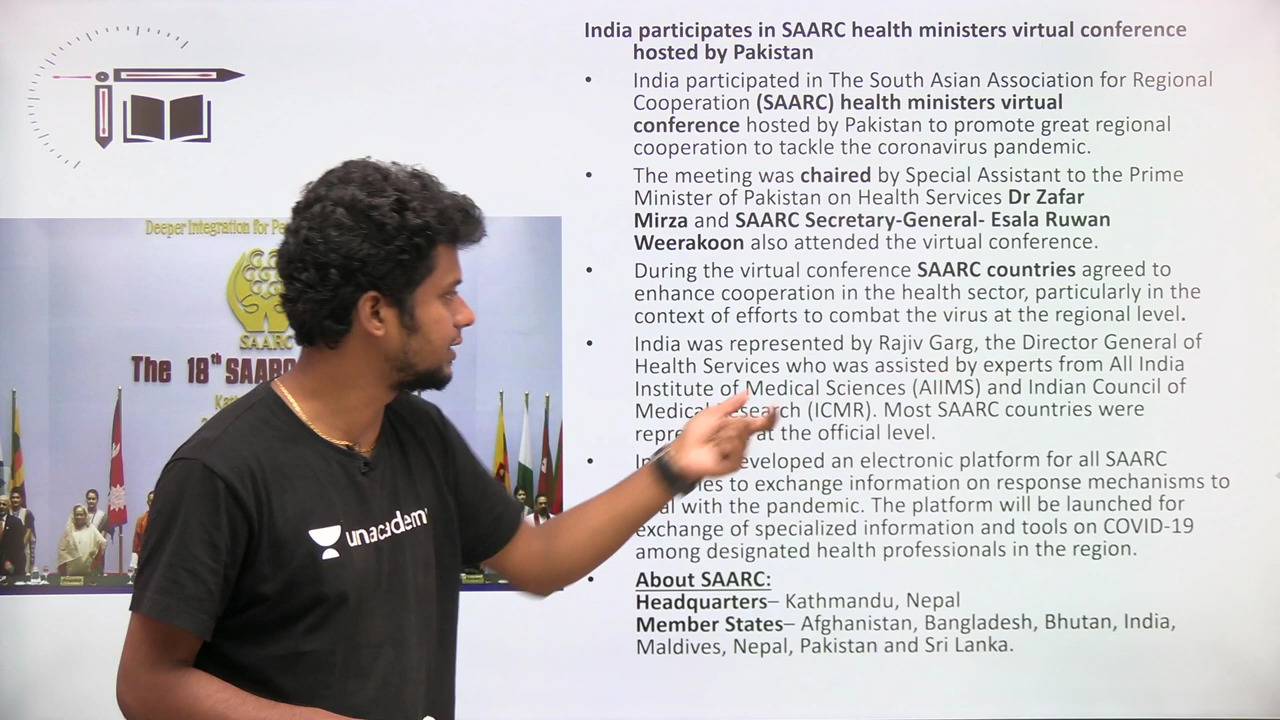 India participates in SAARC health ministers virtual conference
hosted by Pakistan
• India participated in The South Asian Association for Regional
Cooperation (SAARC) health ministers virtual
conference hosted by Pakistan to promote great regional
cooperation to tackle the coronavirus pandemic.
• The meeting was chaired by Special Assistant to the Prime
Minister of Pakistan on Health Services Dr Zafar
Mirza and SAARC Secretary-General- Esala Ruwan
Weerakoon also attended the virtual conference.
• During the virtual conference SAARC countries agreed to
enhance cooperation in the health sector, particularly in the
context of efforts to combat the virus at the regional level.
• India was represented by Rajiv Garg, the Director General of
Health Services who was assisted by experts from All India
Institute of Medical Sciences (AIIMS) and Indian Council of
Medical Research (ICMR). Most SAARC countries were
at the official level.
• developed an electronic platform for all SAARC
to exchange information on response mechanisms to
with the pandemic. The platform will be launched for
exchange of specialized information and tools on COVID-19
among designated health professionals in the region.
• About SAARC:
Headquarters– Kathmandu, Nepal
Member States– Afghanistan, Bangladesh, Bhutan, India,
Maldives, Nepal, Pakistan and Sri Lanka.
Deeper Integration for
SAARC
The 18th SAARC
unacademy